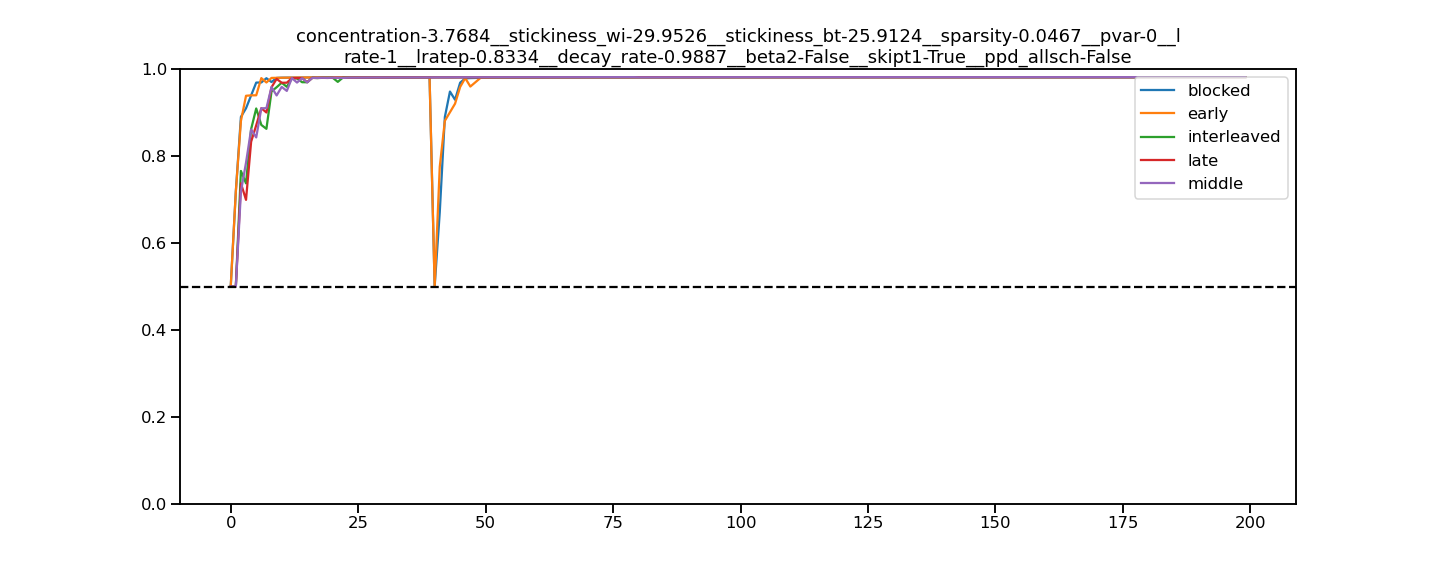 concentration-3.7684__stickiness_wi-29.9526__stickiness_bt-25.9124__sparsity-0.0467__pvar-0__l
rate-1__lratep-0.8334__decay_rate-0.9887__beta2-False__skipt1-True__ppd_allsch-False
1.0
0.8
0.6
0.4
0.2
0.0
blocked
early
interleaved
late
middle
0 25 50 75 100 125 150 175 200